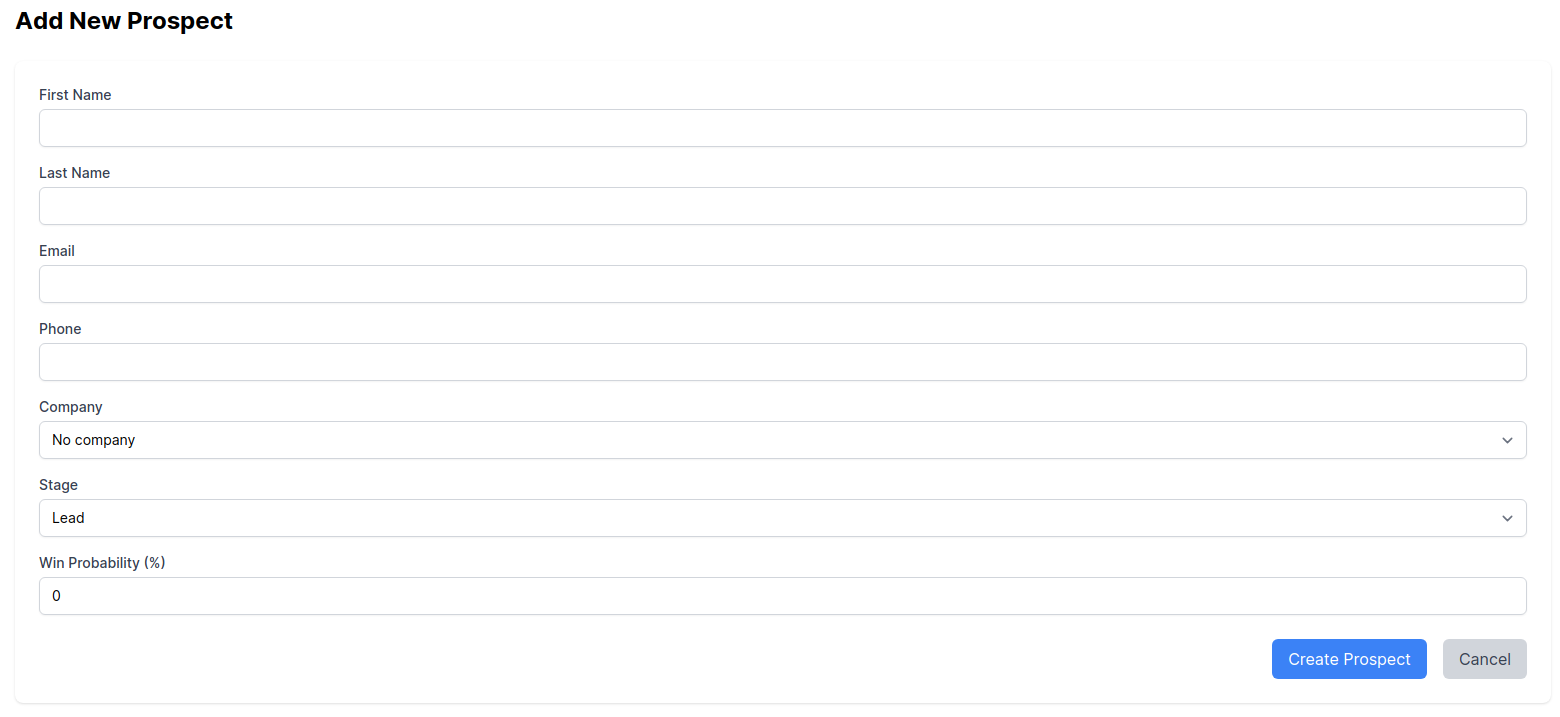 Add New Prospect
First Name
Last Name
Email
Phone
Company
No company
Stage
Lead
Win Probability (%)
0
Create Prospect Cancel